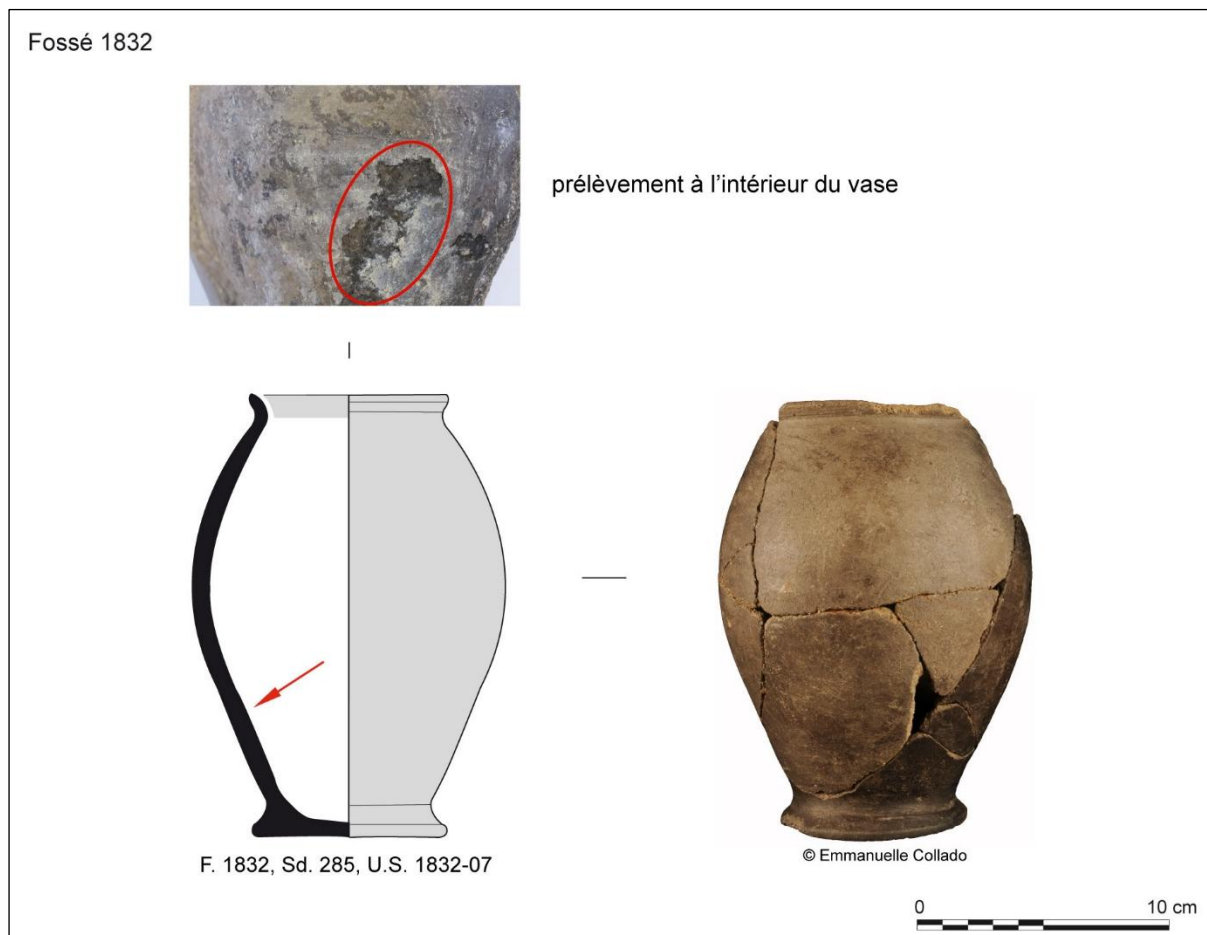 Fossé 1832
prélèvement à l'intérieur du vase
F. 1832, Sd. 285, U.S. 1832-07
© Emmanuelle Collado
0 10 cm